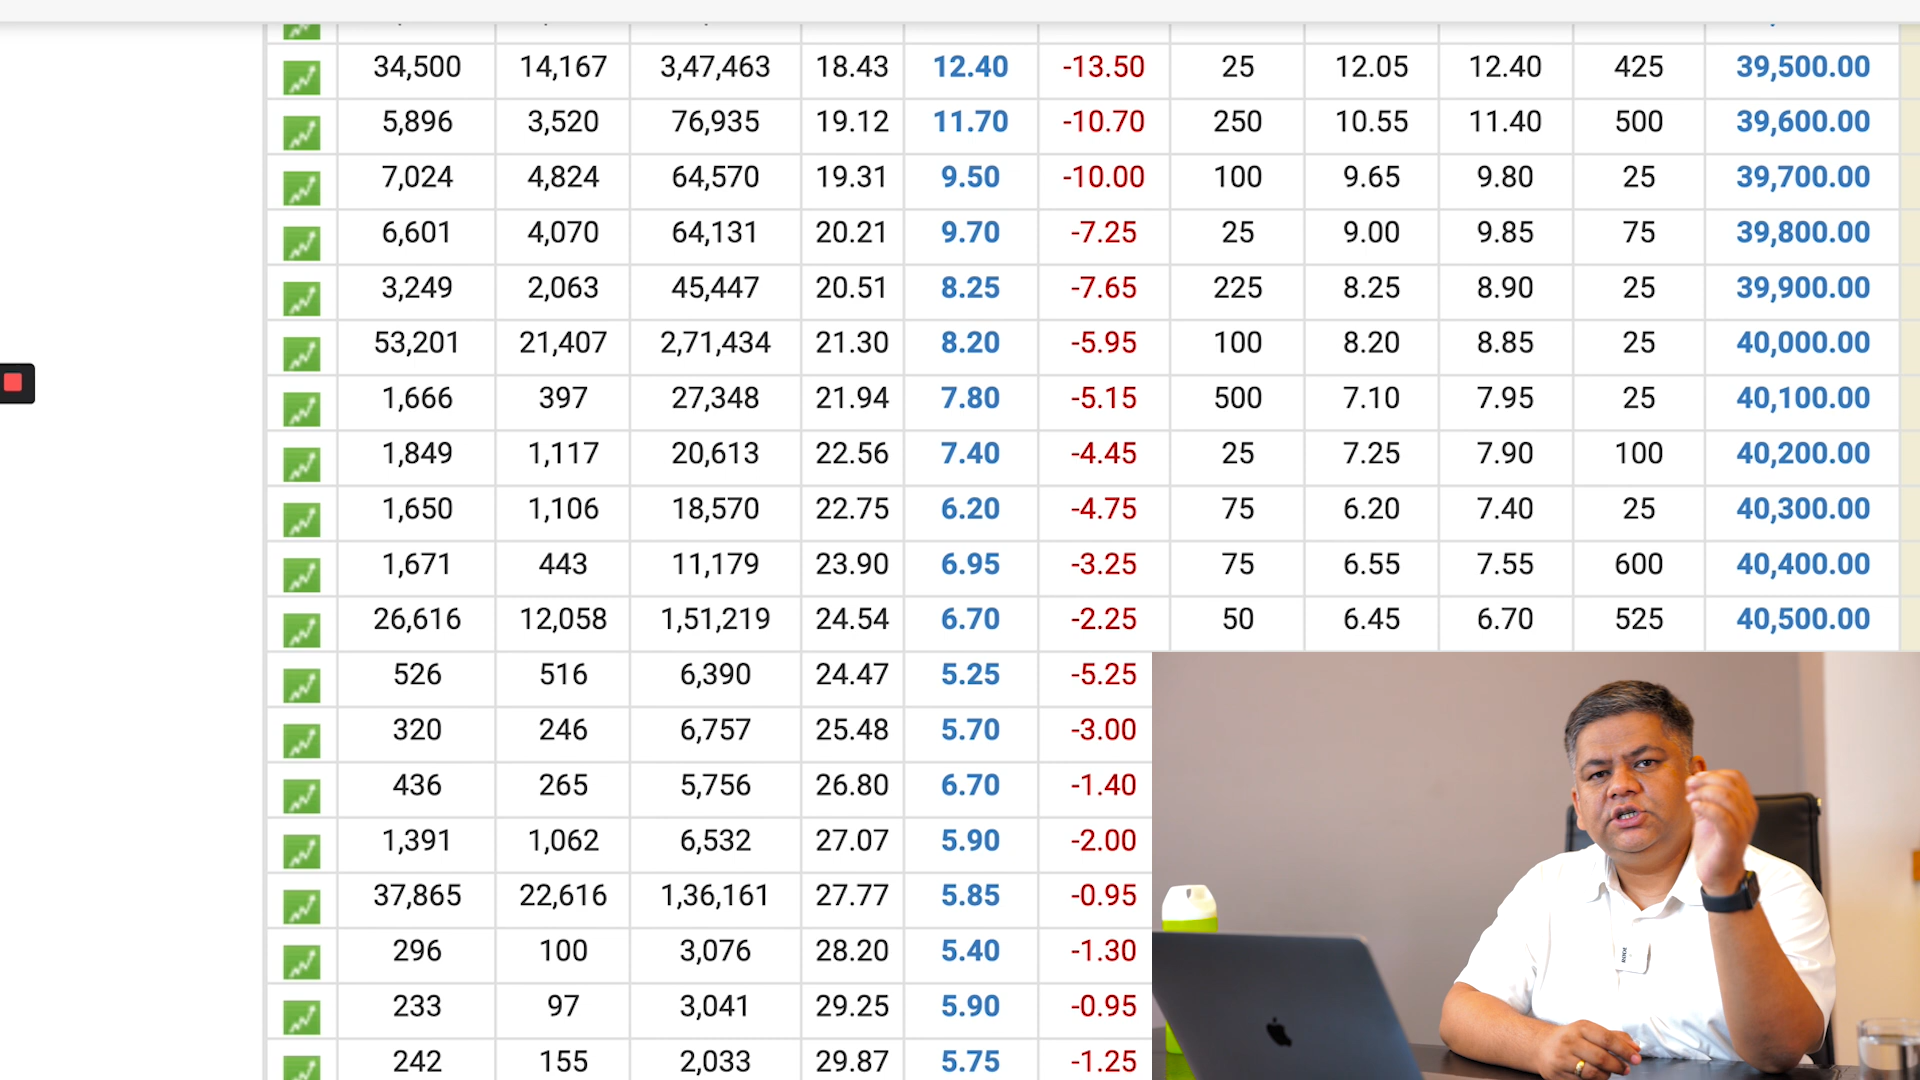 34,500 14,167 3,47,463 18.43 12.40 -13.50 25 12.05 12.40 425 39,500.00
5,896 3,520 76,935 19.12 11.70 -10.70 250 10.55 11.40 500 39,600.00
7,024 4,824 64,570 19.31 9.50 -10.00 100 9.65 9.80 25 39,700.00
6,601 4,070 64,131 20.21 9.70 -7.25 25 9.00 9.85 75 39,800.00
3,249 2,063 45,447 20.51 8.25 -7.65 225 8.25 8.90 25 39,900.00
53,201 21,407 2,71,434 21.30 8.20 -5.95 100 8.20 8.85 25 40,000.00
1,666 397 27,348 21.94 7.80 -5.15 500 7.10 7.95 25 40,100.00
1,849 1,117 20,613 22.56 7.40 -4.45 25 7.25 7.90 100 40,200.00
1,650 1,106 18,570 22.75 6.20 -4.75 75 6.20 7.40 25 40,300.00
1,671 443 11,179 23.90 6.95 -3.25 75 6.55 7.55 600 40,400.00
26,616 12,058 1,51,219 24.54 6.70 -2.25 50 6.45 6.70 525 40,500.00
526 516 6,390 24.47 5.25 -5.25
320 246 6,757 25.48 5.70 -3.00
436 265 5,756 26.80 6.70 -1.40
1,391 1,062 6,532 27.07 5.90 -2.00
37,865 22,616 1,36,161 27.77 5.85 -0.95
296 100 3,076 28.20 5.40 -1.30
233 97 3,041 29.25 5.90 -0.95
242 155 2,033 29.87 5.75 -1.25